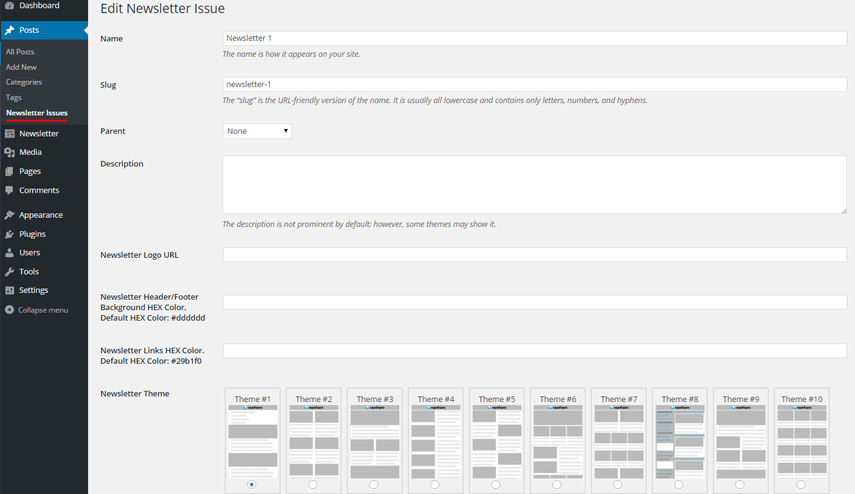 Dashboard
Posts
All Posts
Add New
Categories
Tags
Newsletter Issues
Newsletter
Media
Pages
Comments
Appearance
Plugins
Users
Tools
Settings
Collapse menu
Edit Newsletter Issue
Name
Newsletter 1
The name is how it appears on your site.
Slug
newsletter-1
The “slug” is the URL-friendly version of the name. It is usually all lowercase and contains only letters, numbers, and hyphens.
Parent
None
Description
The description is not prominent by default; however, some themes may show it.
Newsletter Logo URL
Newsletter Header/Footer
Background HEX Color.
Default HEX Color: #dddddd
Newsletter Links HEX Color.
Default HEX Color: #29b1f0
Newsletter Theme
Theme #1
Theme #2
Theme #3
Theme #4
Theme #5
Theme #6
Theme #7
Theme #8
Theme #9
Theme #10